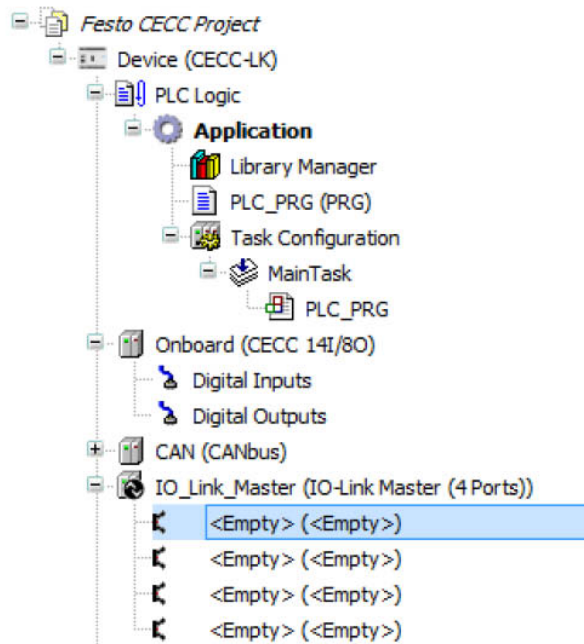 Festo CECC Project
Device (CECC-LK)
PLC Logic
Application
Library Manager
PLC_PRG (PRG)
Task Configuration
MainTask
PLC_PRG
Onboard (CECC 14I/8O)
Digital Inputs
Digital Outputs
CAN (CANbus)
IO_Link_Master (IO-Link Master (4 Ports))
<Empty> (<Empty>)
<Empty> (<Empty>)
<Empty> (<Empty>)
<Empty> (<Empty>)